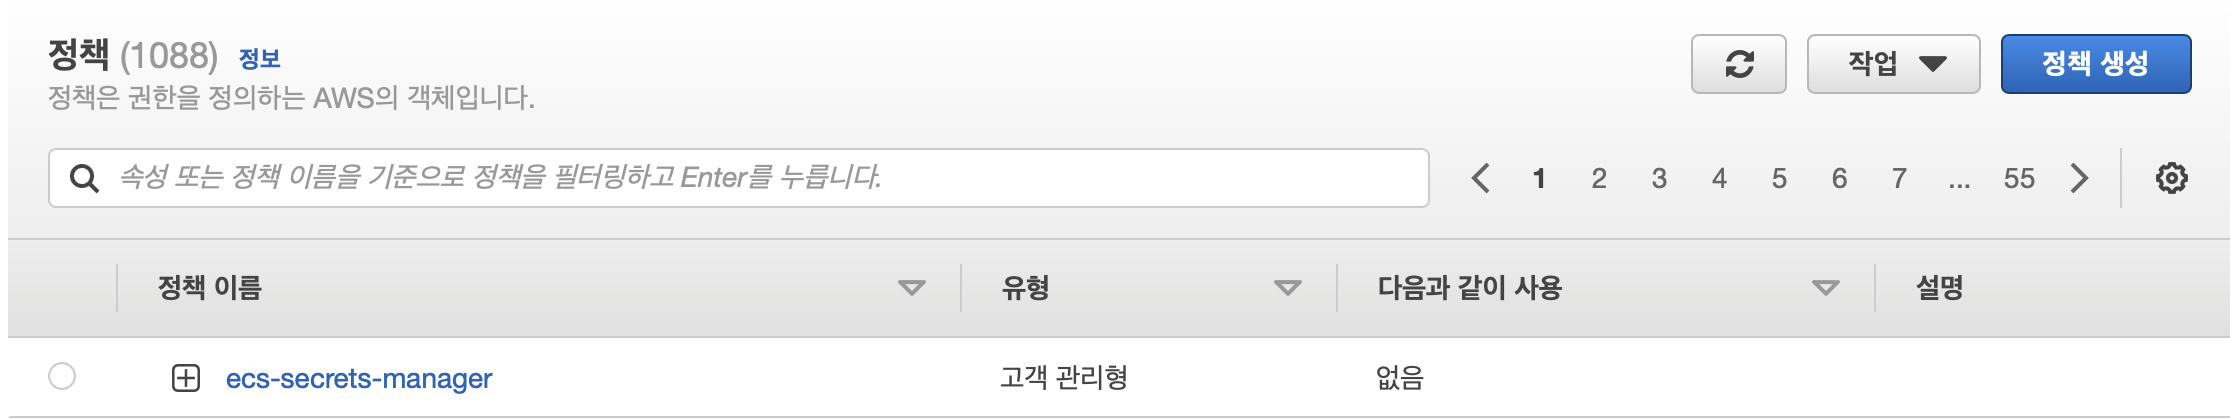 정책 (1088) 정보
정책은 권한을 정의하는 AWS의 객체입니다.
작업
정책 생성
속성 또는 정책 이름을 기준으로 정책을 필터링하고 Enter를 누릅니다.
1 2 3 4 5 6 7 ... 55
정책 이름 유형 다음과 같이 사용 설명
ecs-secrets-manager 고객 관리형 없음